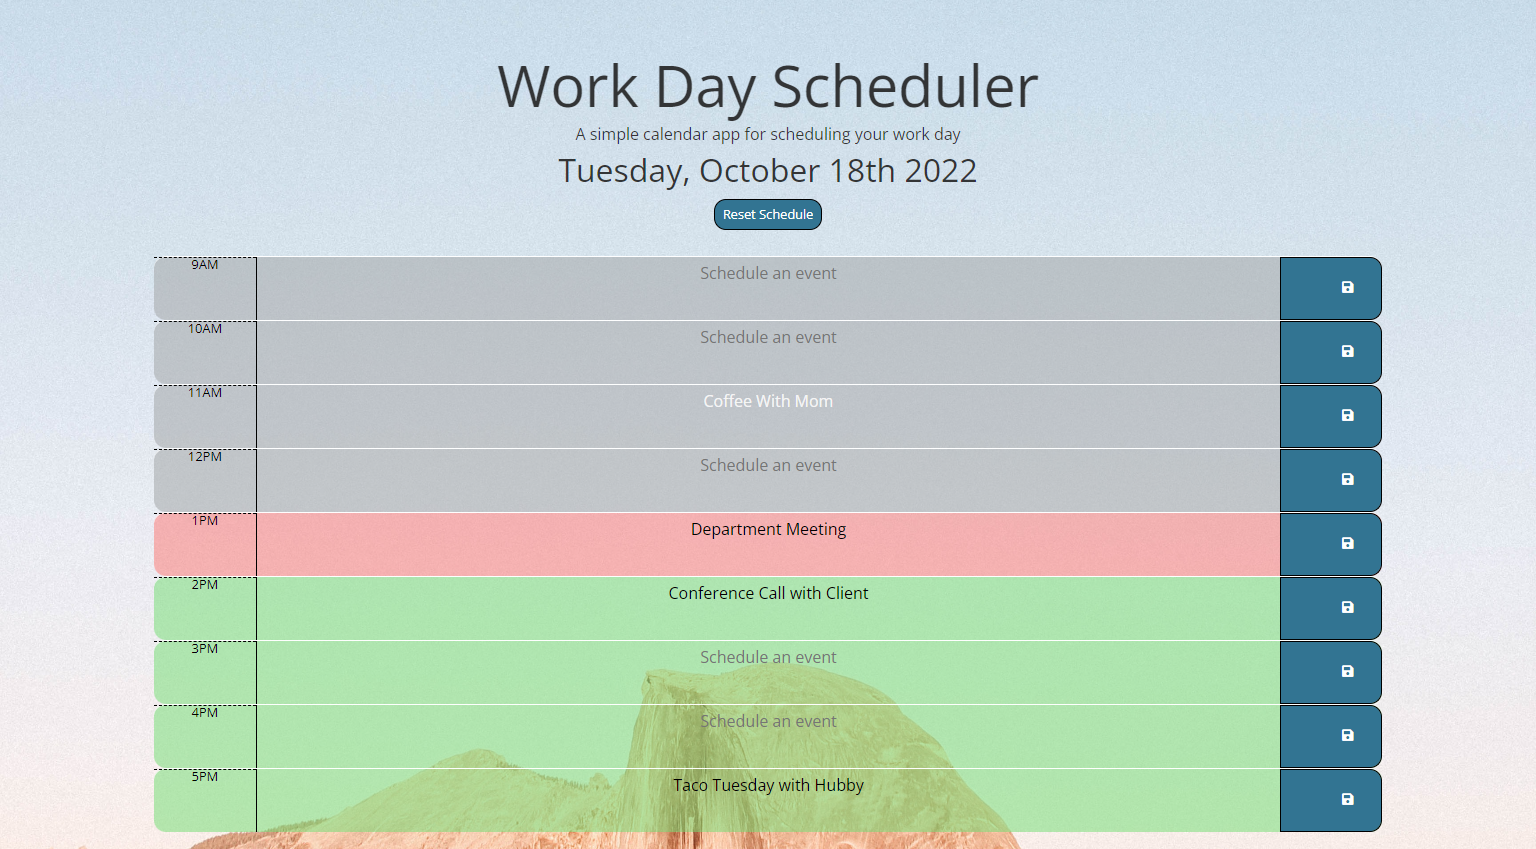 Work Day Scheduler
A simple calendar app for scheduling your work day
Tuesday, October 18th 2022
Reset Schedule
9AM Schedule an event
10AM Schedule an event
11AM Coffee With Mom
12PM Schedule an event
1PM Department Meeting
2PM Conference Call with Client
3PM Schedule an event
4PM Schedule an event
5PM Taco Tuesday with Hubby